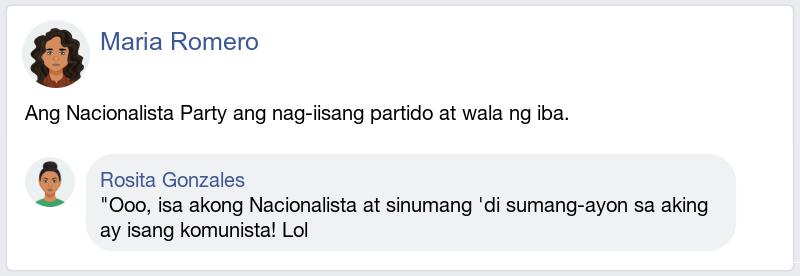 Maria Romero
Ang Nacionalista Party ang nag-iisang partido at wala ng iba.
Rosita Gonzales
"Ooo, isa akong Nacionalista at sinumang 'di sumang-ayon sa aking
ay isang komunista! Lol